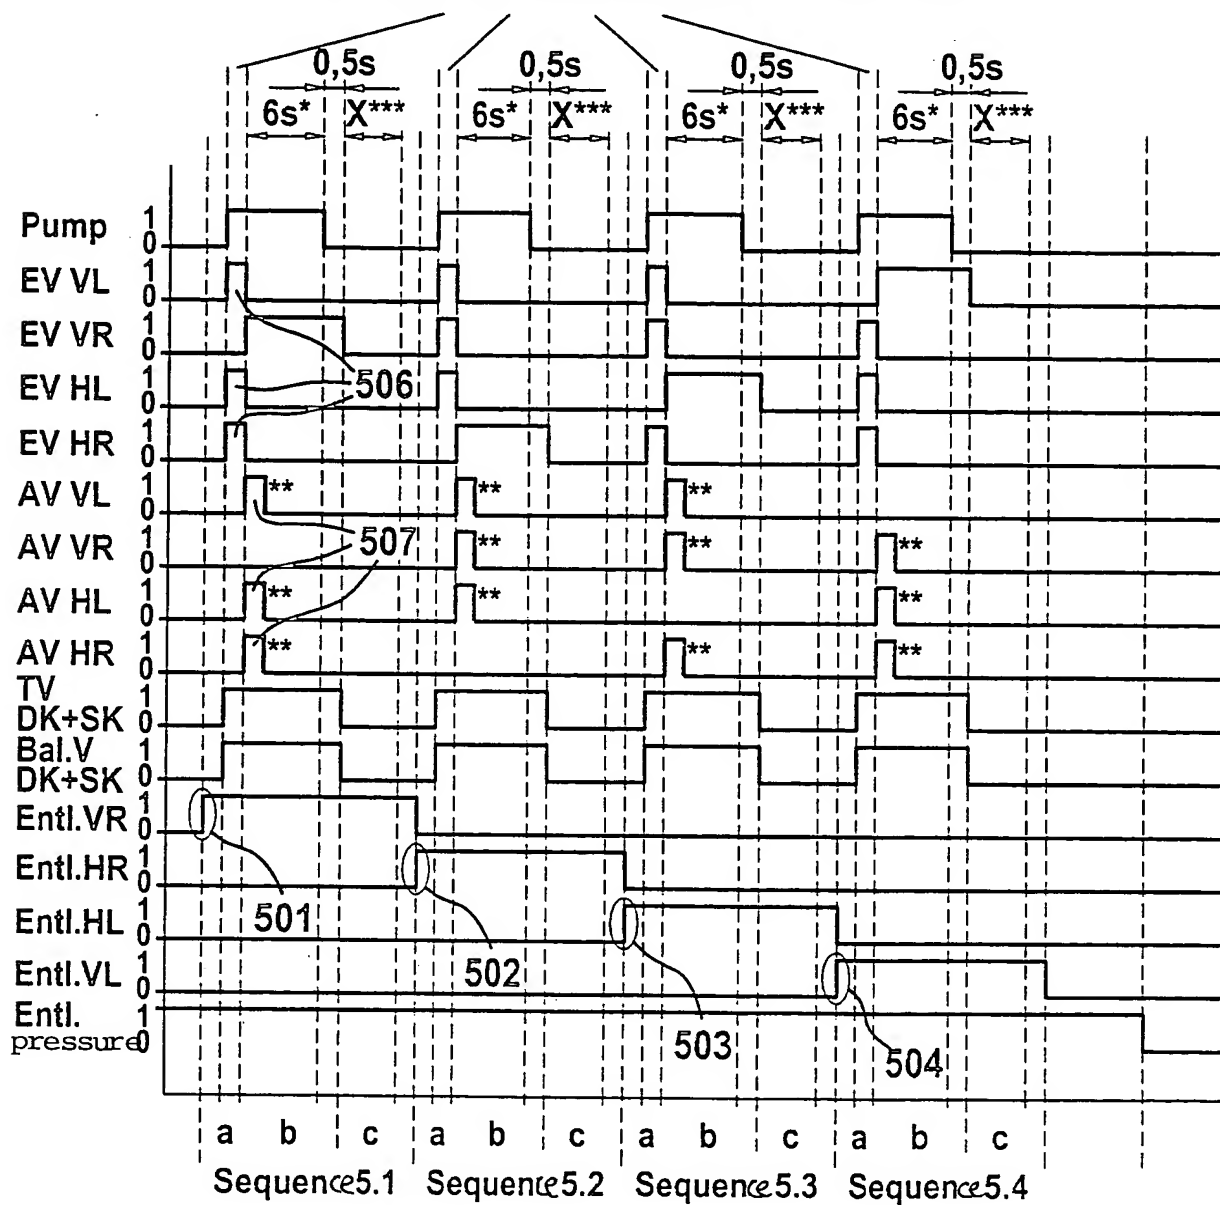 0,5s 0,5s 0,5s 0,5s
6s* X*** 6s* X*** 6s* X*** 6s* X***
Pump 1 0
EV VL 1 0
EV VR 1 0
EV HL 1 0 506
EV HR 1 0
AV VL 1 0 ** ** **
AV VR 1 0 507 ** ** **
AV HL 1 0 ** ** **
AV HR 1 0 ** ** **
TV
DK+SK 1 0
Bal.V
DK+SK 1 0
Entl.VR 1 0
Entl.HR 1 0
501
Entl.HL 1 0
502
Entl.VL 1 0
Entl. 1
pressure 0
503 504
a b c a b c a b c a b c
Sequence5.1 Sequence5.2 Sequence5.3 Sequence5.4